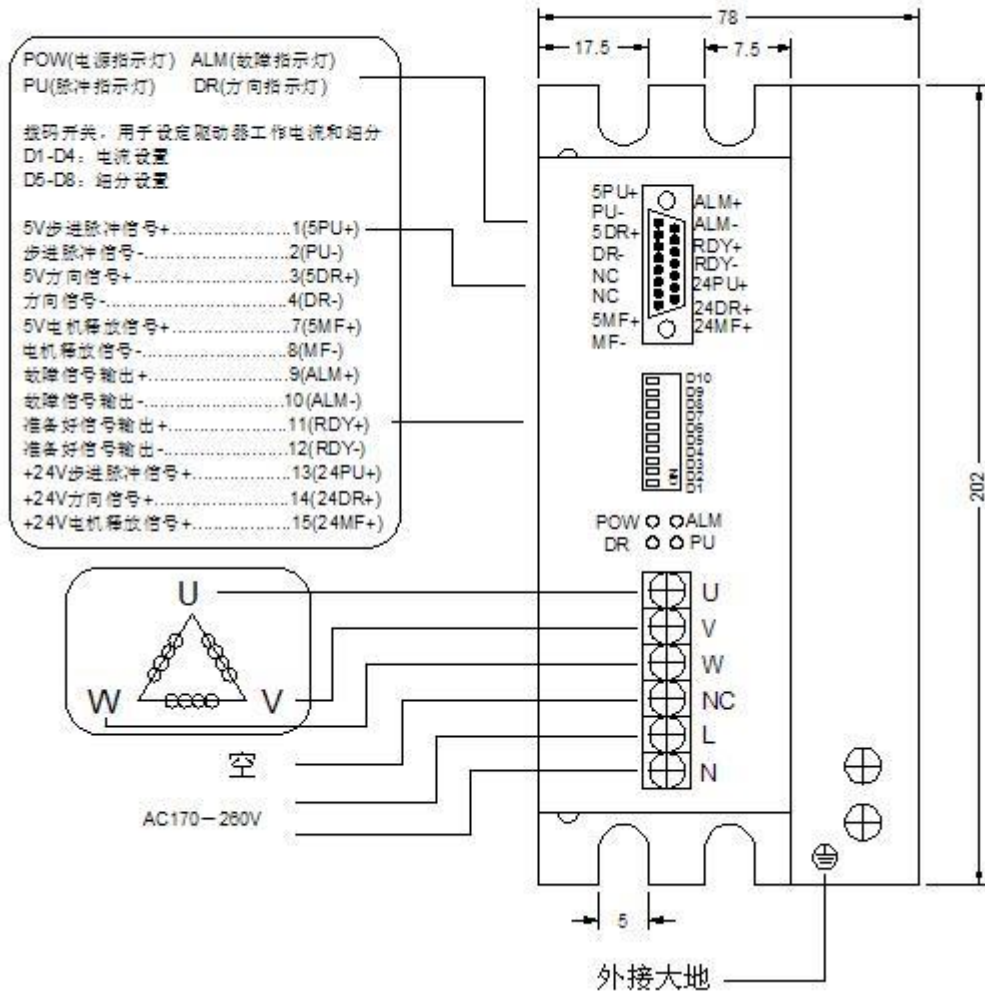 POW(电源指示灯) ALM(故障指示灯)
PU(脉冲指示灯) DR(方向指示灯)
拨码开关，用于设定驱动器工作电流和细分
D1-D4：电流设置
D5-D8：细分设置
5V步进脉冲信号+....................1(5PU+)
步进脉冲信号-.........................2(PU-)
5V方向信号+...........................3(5DR+)
方向信号-................................4(DR-)
5V电机释放信号+....................7(5MF+)
电机释放信号-.........................8(MF-)
故障信号输出+........................9(ALM+)
故障信号输出-........................10(ALM-)
准备好信号输出+....................11(RDY+)
准备好信号输出-.....................12(RDY-)
+24V步进脉冲信号+................13(24PU+)
+24V方向信号+.......................14(24DR+)
+24V电机释放信号+................15(24MF+)
78
17.5
7.5
202
5PU+
PU-
5DR+
DR-
NC
NC
5MF+
MF-
ALM+
ALM-
RDY+
RDY-
24PU+
24DR+
24MF+
D10
D9
D8
D7
D6
D5
D4
D3
D2
D1
ON
POW ALM
DR PU
U
V
W
NC
L
N
U
W V
空
AC170－260V
5
外接大地